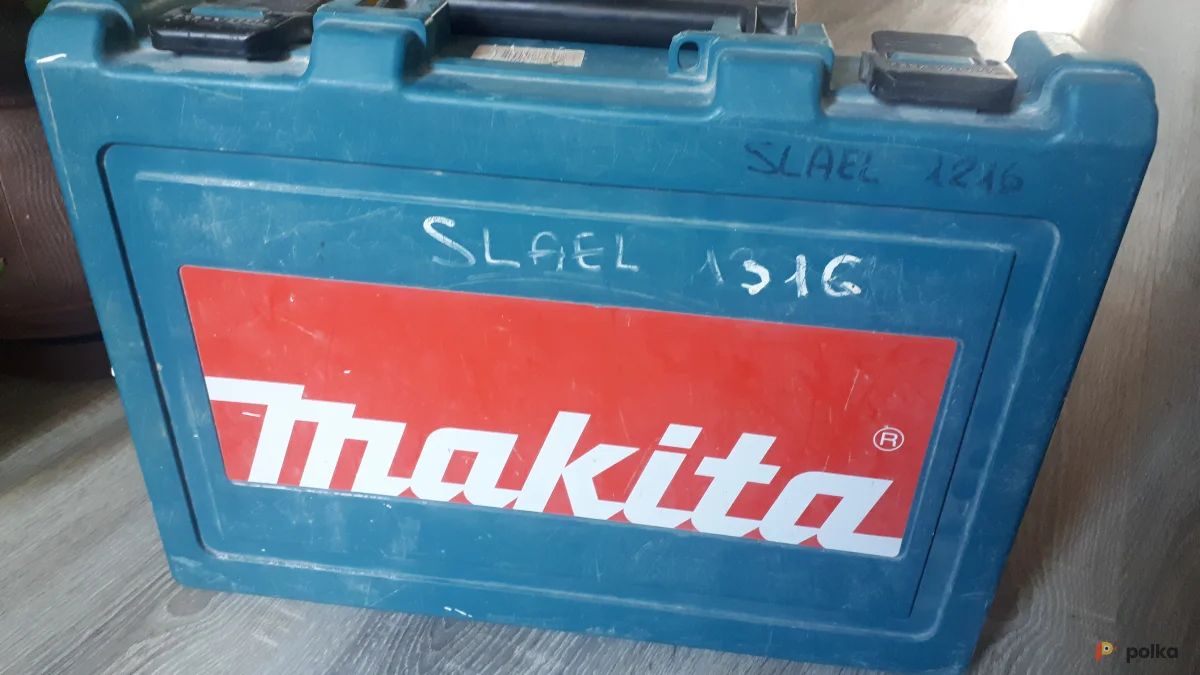 SLAEL 1216
SLAEL 1316
makita ®
polka